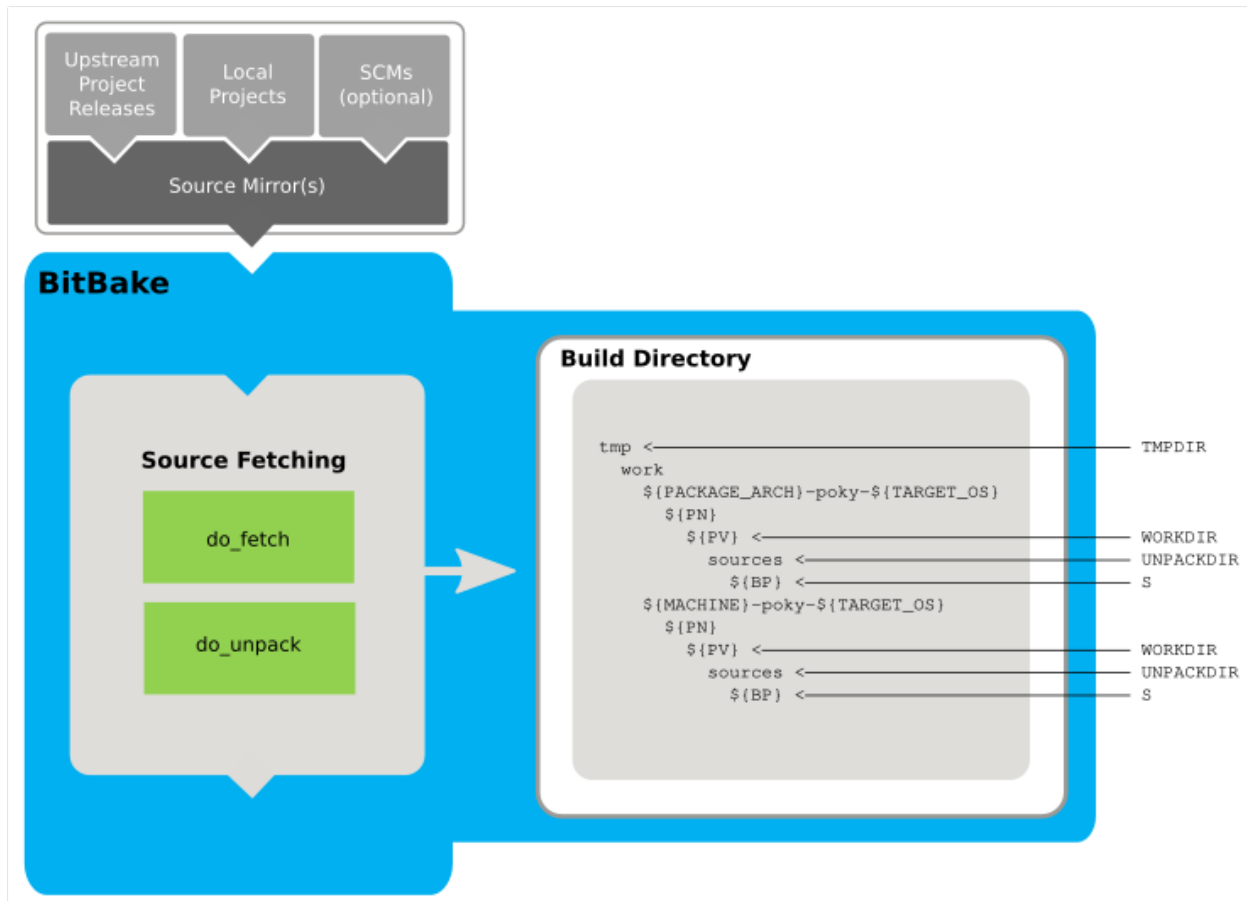 Upstream
Project
Releases
Local
Projects
SCMs
(optional)
Source Mirror(s)
BitBake
Source Fetching
do_fetch
do_unpack
Build Directory
tmp <
TMPDIR
work
${PACKAGE_ARCH}-poky-${TARGET_OS}
${PN}
${PV} <
WORKDIR
sources <
UNPACKDIR
${BP} <
S
${MACHINE}-poky-${TARGET_OS}
${PN}
${PV} <
WORKDIR
sources <
UNPACKDIR
${BP} <
S